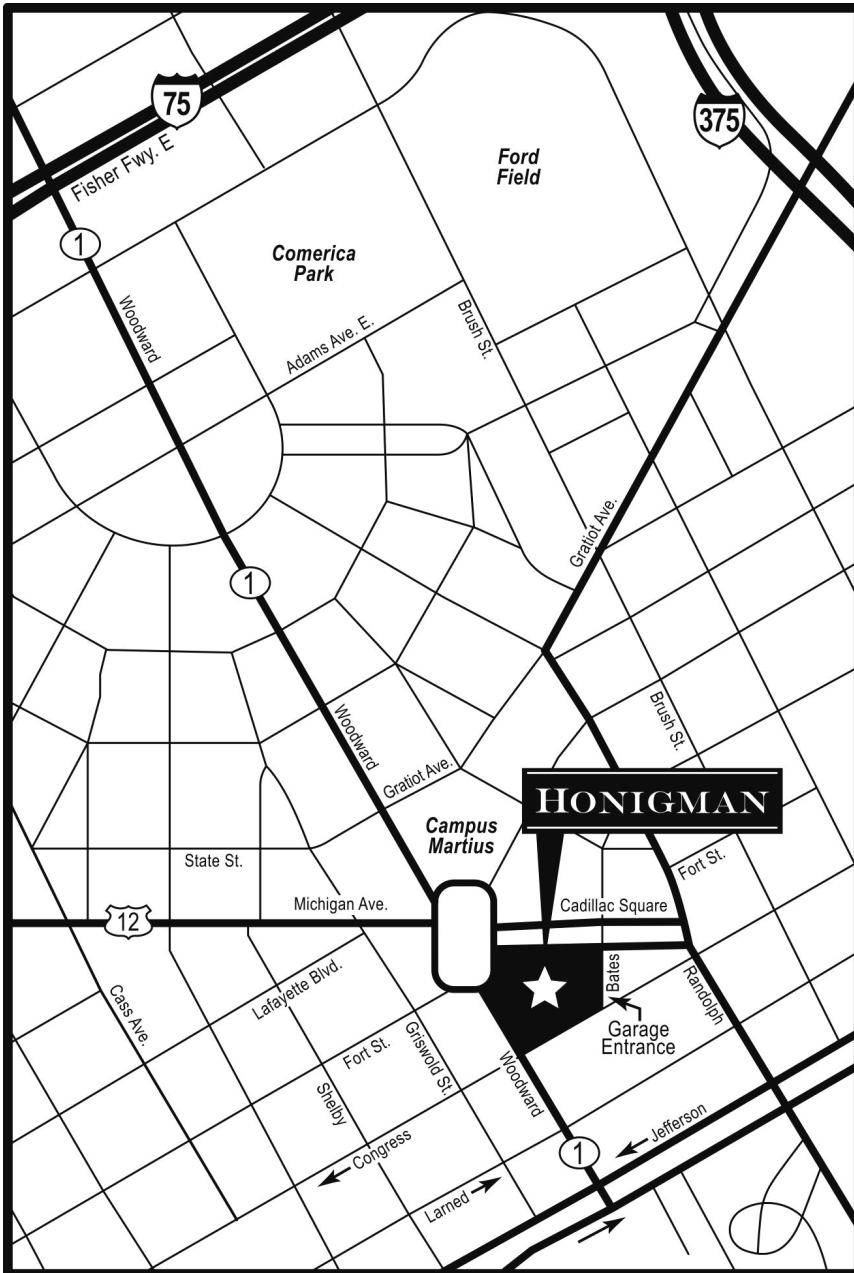 75
375
Fisher Fwy. E
Ford
Field
1
Comerica
Park
Woodward
Brush St.
Adams Ave. E.
Gratiot Ave.
1
Woodward
Brush St.
Gratiot Ave.
HONIGMAN
Campus
Martius
State St.
Fort St.
Michigan Ave.
Cadillac Square
12
Lafayette Blvd.
Bates
Randolph
Cass Ave.
Garage
Entrance
Fort St.
Griswold St.
Woodward
Shelby
Jefferson
Congress
1
Larned